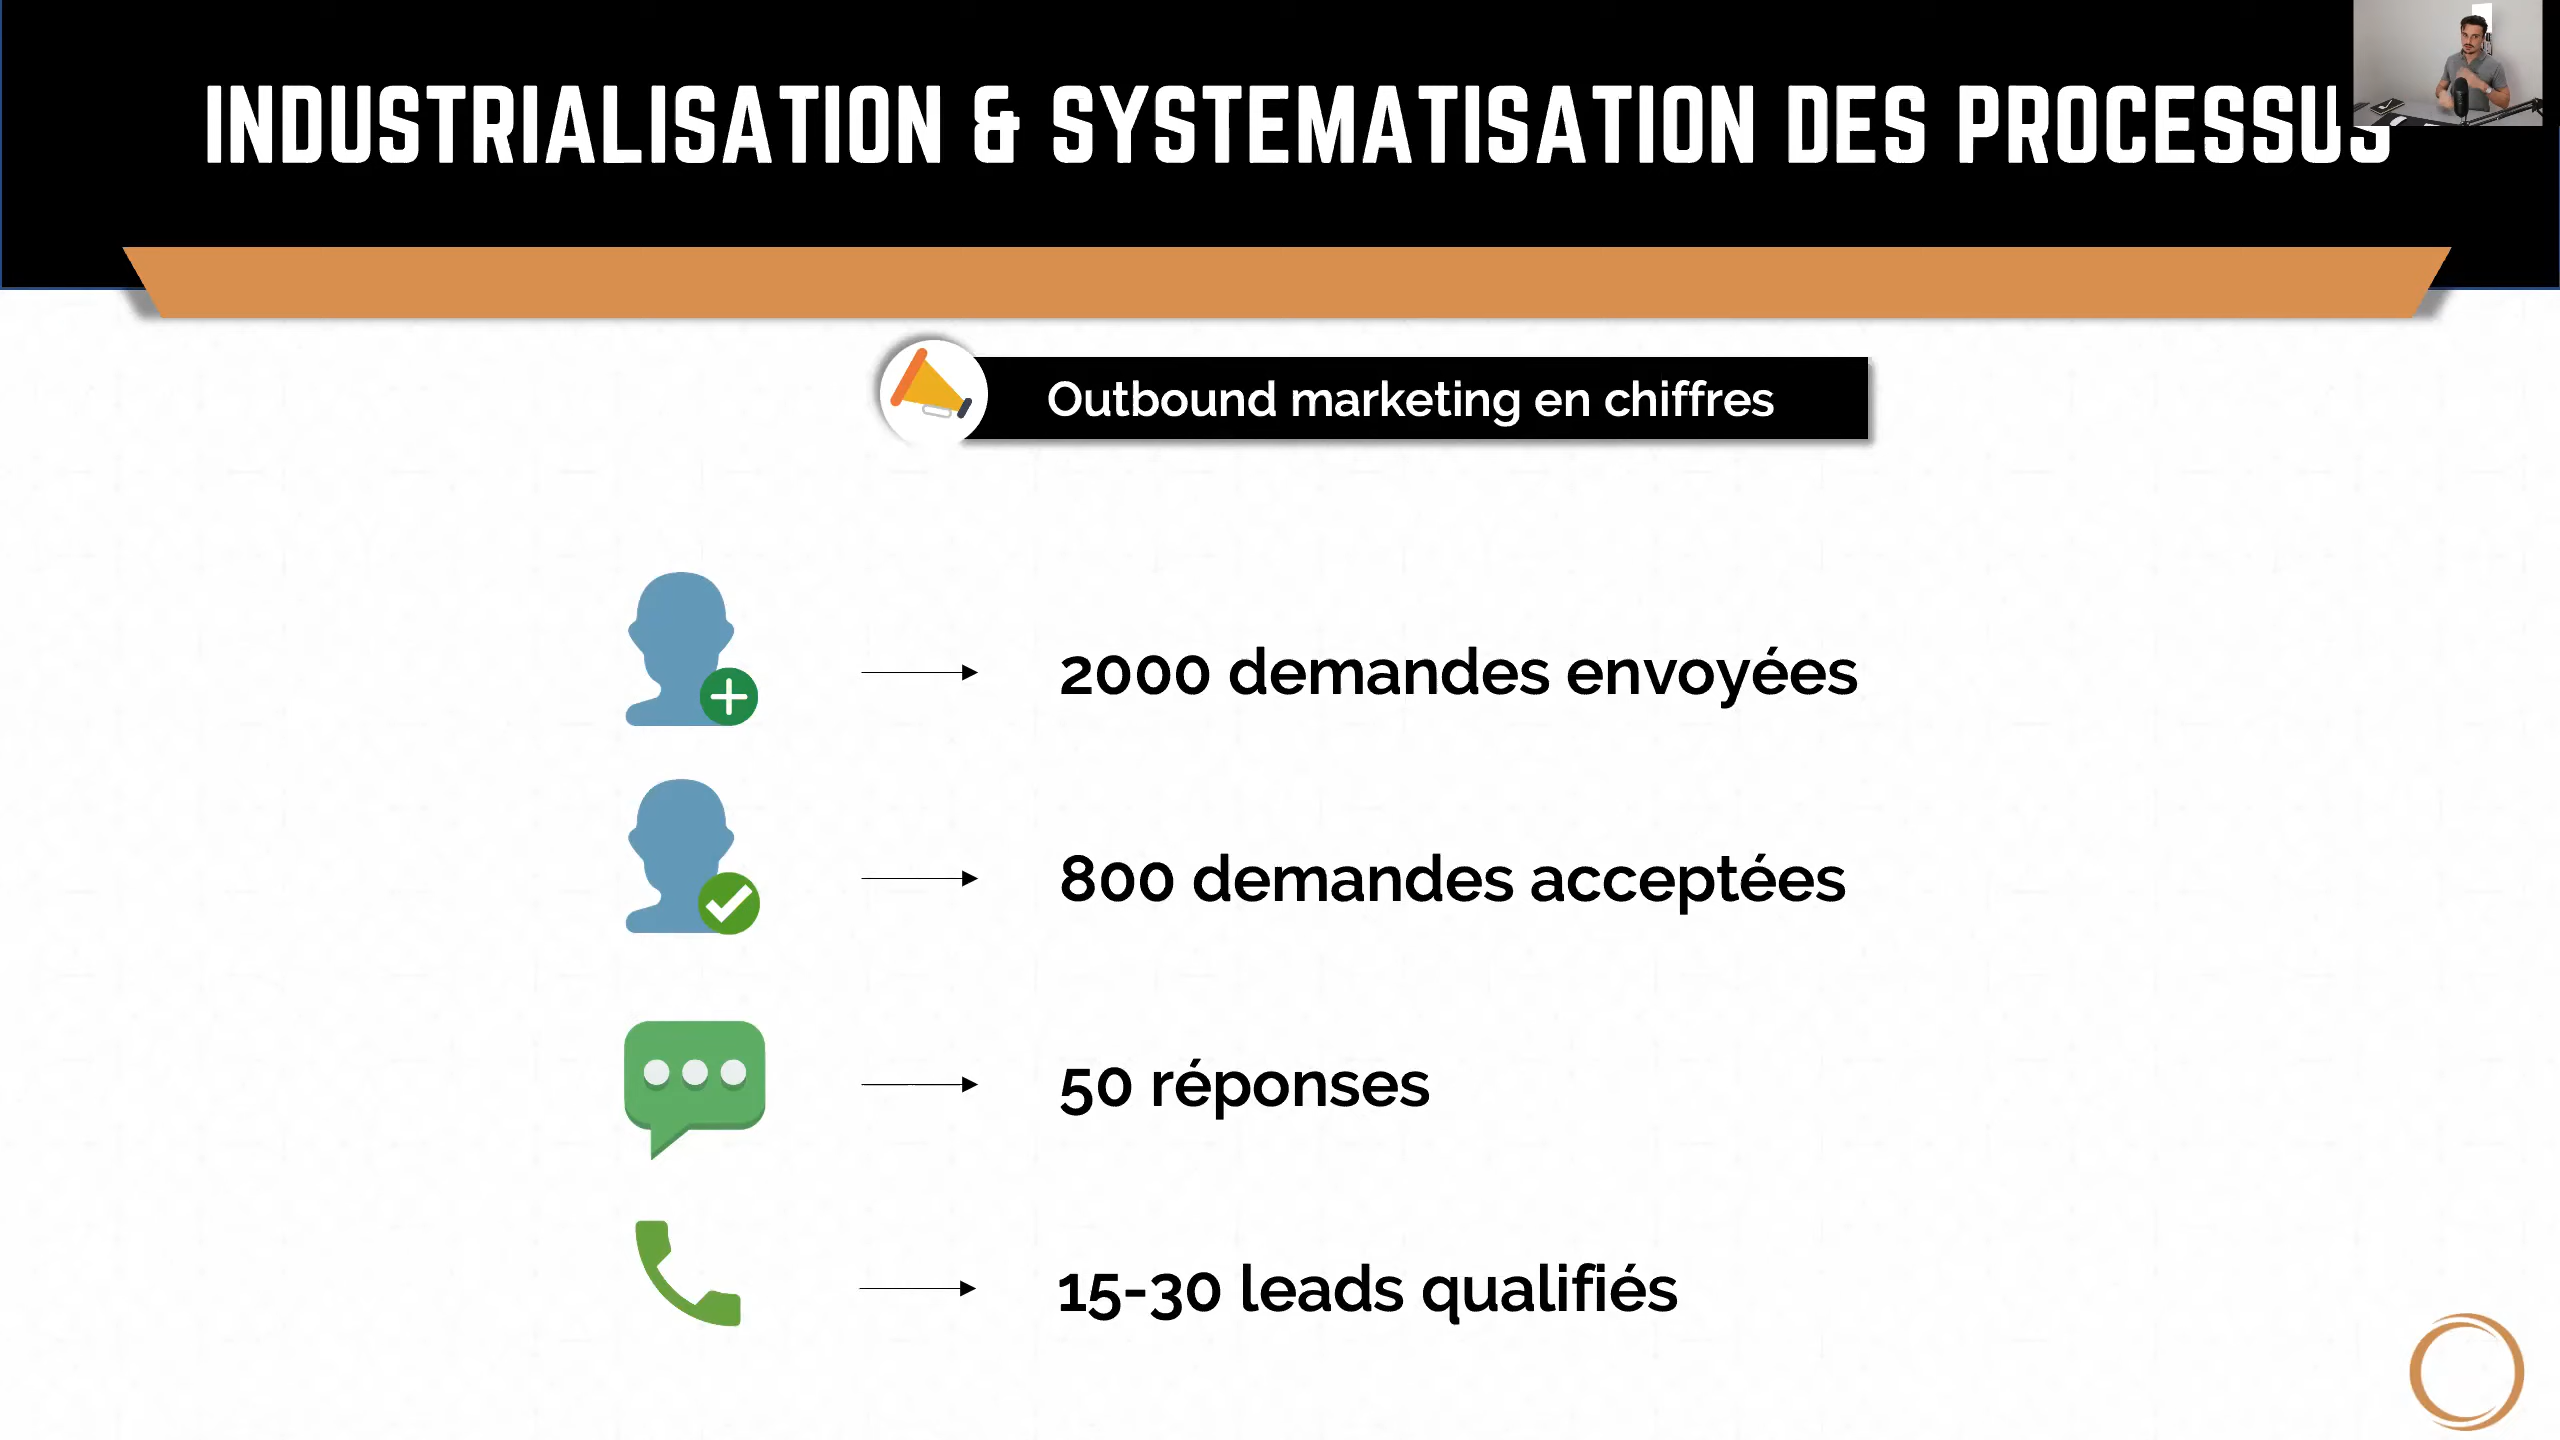 INDUSTRIALISATION & SYSTEMATISATION DES PROCESSUS
Outbound marketing en chiffres
2000 demandes envoyées
800 demandes acceptées
50 réponses
15-30 leads qualifiés